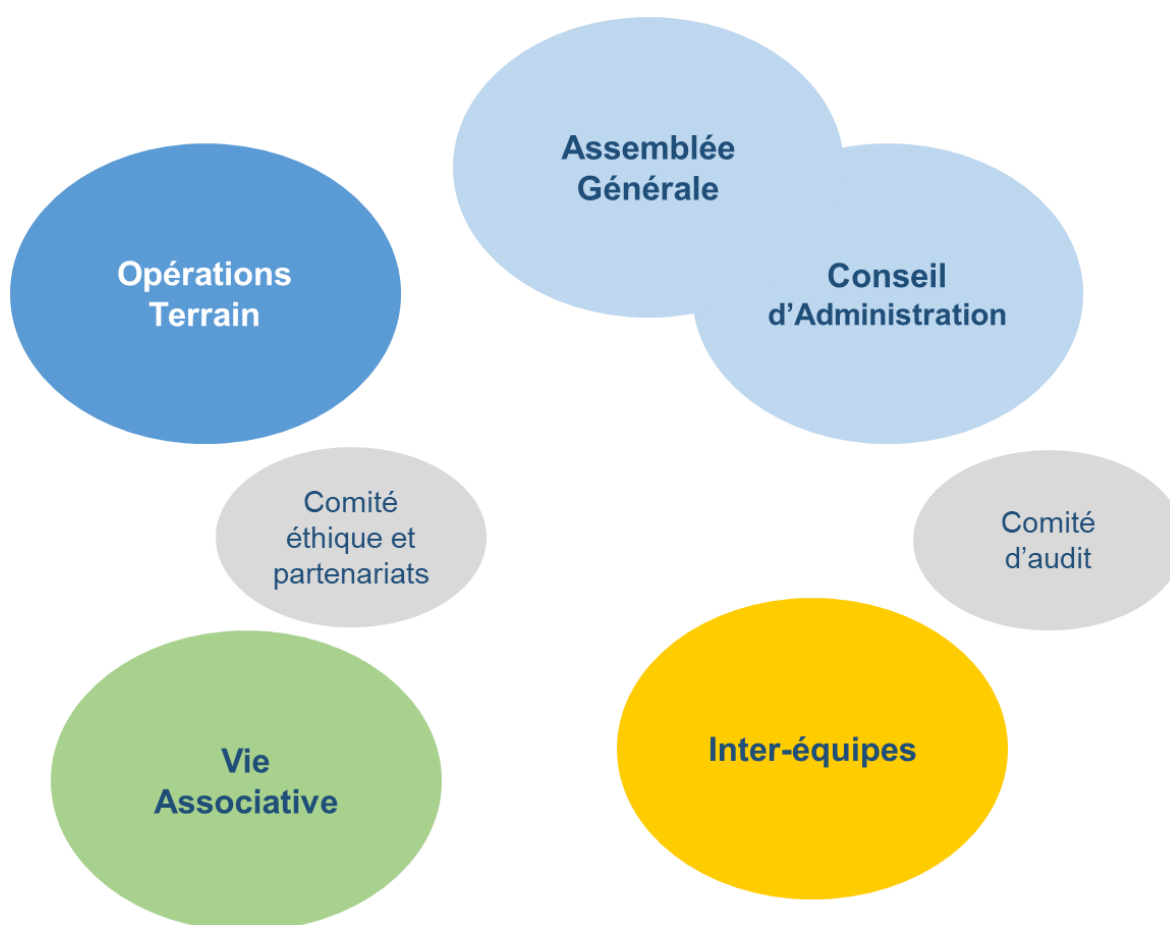 Assemblée
Générale
Opérations
Terrain
Conseil
d’Administration
Comité
éthique et
partenariats
Comité
d’audit
Vie
Associative
Inter-équipes